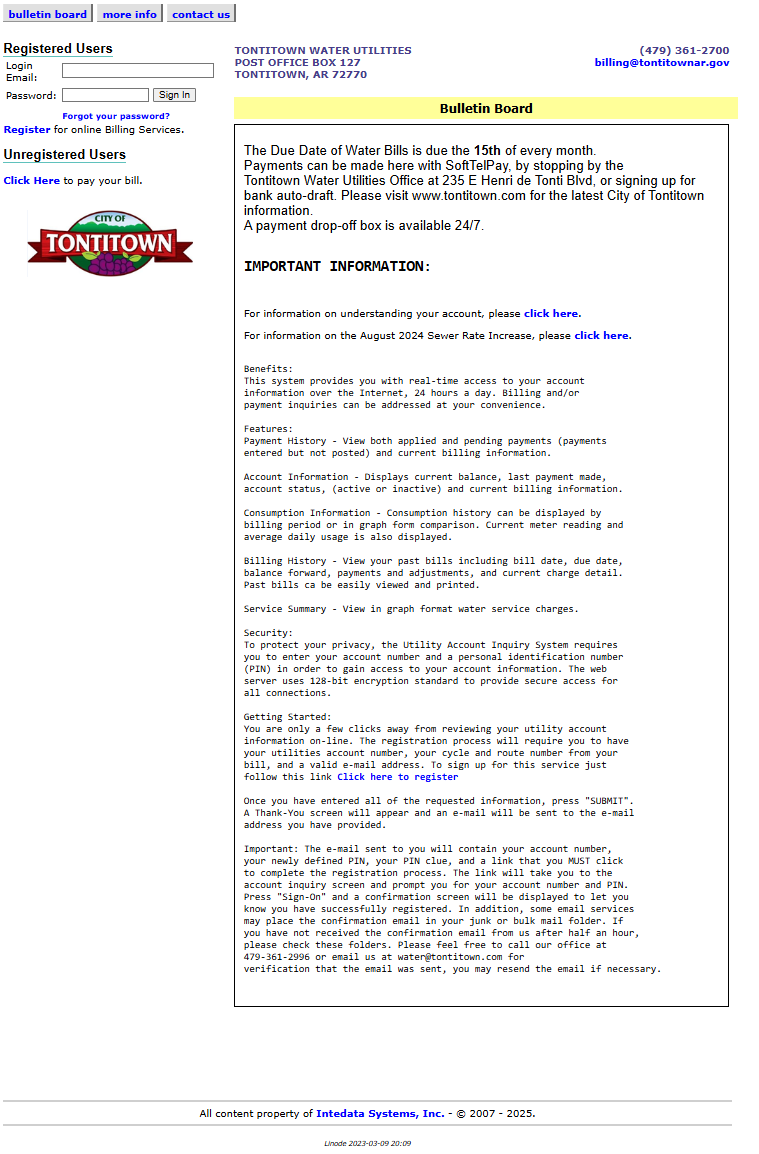 bulletin board more info contact us
Registered Users
Login Email:
Password: Sign In
Forgot your password?
Register for online Billing Services.
Unregistered Users
Click Here to pay your bill.
CITY OF
TONTITOWN
TONTITOWN WATER UTILITIES
POST OFFICE BOX 127
TONTITOWN, AR 72770
(479) 361-2700
billing@tontitownar.gov
Bulletin Board
The Due Date of Water Bills is due the 15th of every month.
Payments can be made here with SoftTelPay, by stopping by the
Tontitown Water Utilities Office at 235 E Henri de Tonti Blvd, or signing up for
bank auto-draft. Please visit www.tontitown.com for the latest City of Tontitown
information.
A payment drop-off box is available 24/7.
IMPORTANT INFORMATION:
For information on understanding your account, please click here.
For information on the August 2024 Sewer Rate Increase, please click here.
Benefits:
This system provides you with real-time access to your account
information over the Internet, 24 hours a day. Billing and/or
payment inquiries can be addressed at your convenience.
Features:
Payment History - View both applied and pending payments (payments
entered but not posted) and current billing information.
Account Information - Displays current balance, last payment made,
account status, (active or inactive) and current billing information.
Consumption Information - Consumption history can be displayed by
billing period or in graph form comparison. Current meter reading and
average daily usage is also displayed.
Billing History - View your past bills including bill date, due date,
balance forward, payments and adjustments, and current charge detail.
Past bills ca be easily viewed and printed.
Service Summary - View in graph format water service charges.
Security:
To protect your privacy, the Utility Account Inquiry System requires
you to enter your account number and a personal identification number
(PIN) in order to gain access to your account information. The web
server uses 128-bit encryption standard to provide secure access for
all connections.
Getting Started:
You are only a few clicks away from reviewing your utility account
information on-line. The registration process will require you to have
your utilities account number, your cycle and route number from your
bill, and a valid e-mail address. To sign up for this service just
follow this link Click here to register
Once you have entered all of the requested information, press "SUBMIT".
A Thank-You screen will appear and an e-mail will be sent to the e-mail
address you have provided.
Important: The e-mail sent to you will contain your account number,
your newly defined PIN, your PIN clue, and a link that you MUST click
to complete the registration process. The link will take you to the
account inquiry screen and prompt you for your account number and PIN.
Press "Sign-On" and a confirmation screen will be displayed to let you
know you have successfully registered. In addition, some email services
may place the confirmation email in your junk or bulk mail folder. If
you have not received the confirmation email from us after half an hour,
please check these folders. Please feel free to call our office at
479-361-2996 or email us at water@tontitown.com for
verification that the email was sent, you may resend the email if necessary.
All content property of Intedata Systems, Inc. - © 2007 - 2025.
Linode 2023-03-09 20:09